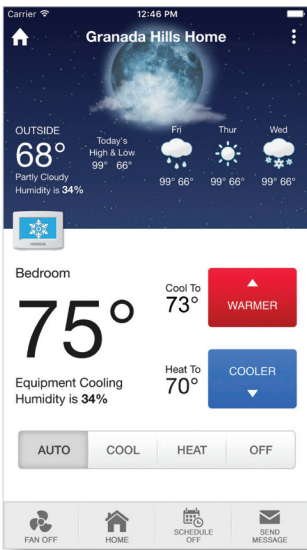 Carrier 12:46 PM
Granada Hills Home
OUTSIDE
68°
Partly Cloudy
Humidity is 34%
Today's
High & Low
99° 66°
Fri
99° 66°
Thur
99° 66°
Wed
99° 66°
Bedroom
75°
Equipment Cooling
Humidity is 34%
Cool To
73°
WARMER
Heat To
70°
COOLER
AUTO COOL HEAT OFF
FAN OFF
HOME
SCHEDULE
OFF
SEND
MESSAGE